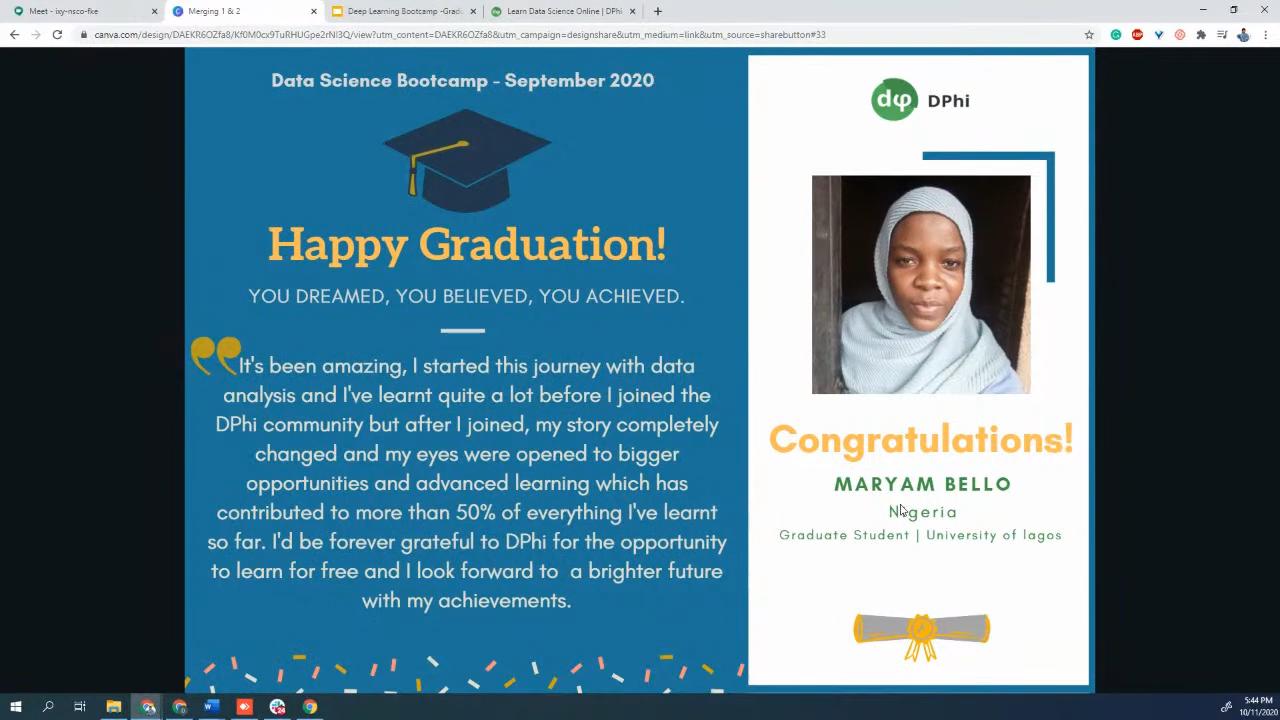 Meet - ixy-nsco-fke
Merging 1 & 2
Deep Learning Bootcamp -Grad
Learn Data Science Online | DPhi
canva.com/design/DAEKR6OZfa8/Kf0M0cx9TuRHUGpe2rNI3Q/view?utm_content=DAEKR6OZfa8&utm_campaign=designshare&utm_medium=link&utm_source=sharebutton#33
Data Science Bootcamp - September 2020
Happy Graduation!
YOU DREAMED, YOU BELIEVED, YOU ACHIEVED.
It's been amazing, I started this journey with data
analysis and I've learnt quite a lot before I joined the
DPhi community but after I joined, my story completely
changed and my eyes were opened to bigger
opportunities and advanced learning which has
contributed to more than 50% of everything I've learnt
so far. I'd be forever grateful to DPhi for the opportunity
to learn for free and I look forward to a brighter future
with my achievements.
dφ DPhi
Congratulations!
MARYAM BELLO
Nigeria
Graduate Student | University of lagos
5:44 PM
10/11/2020